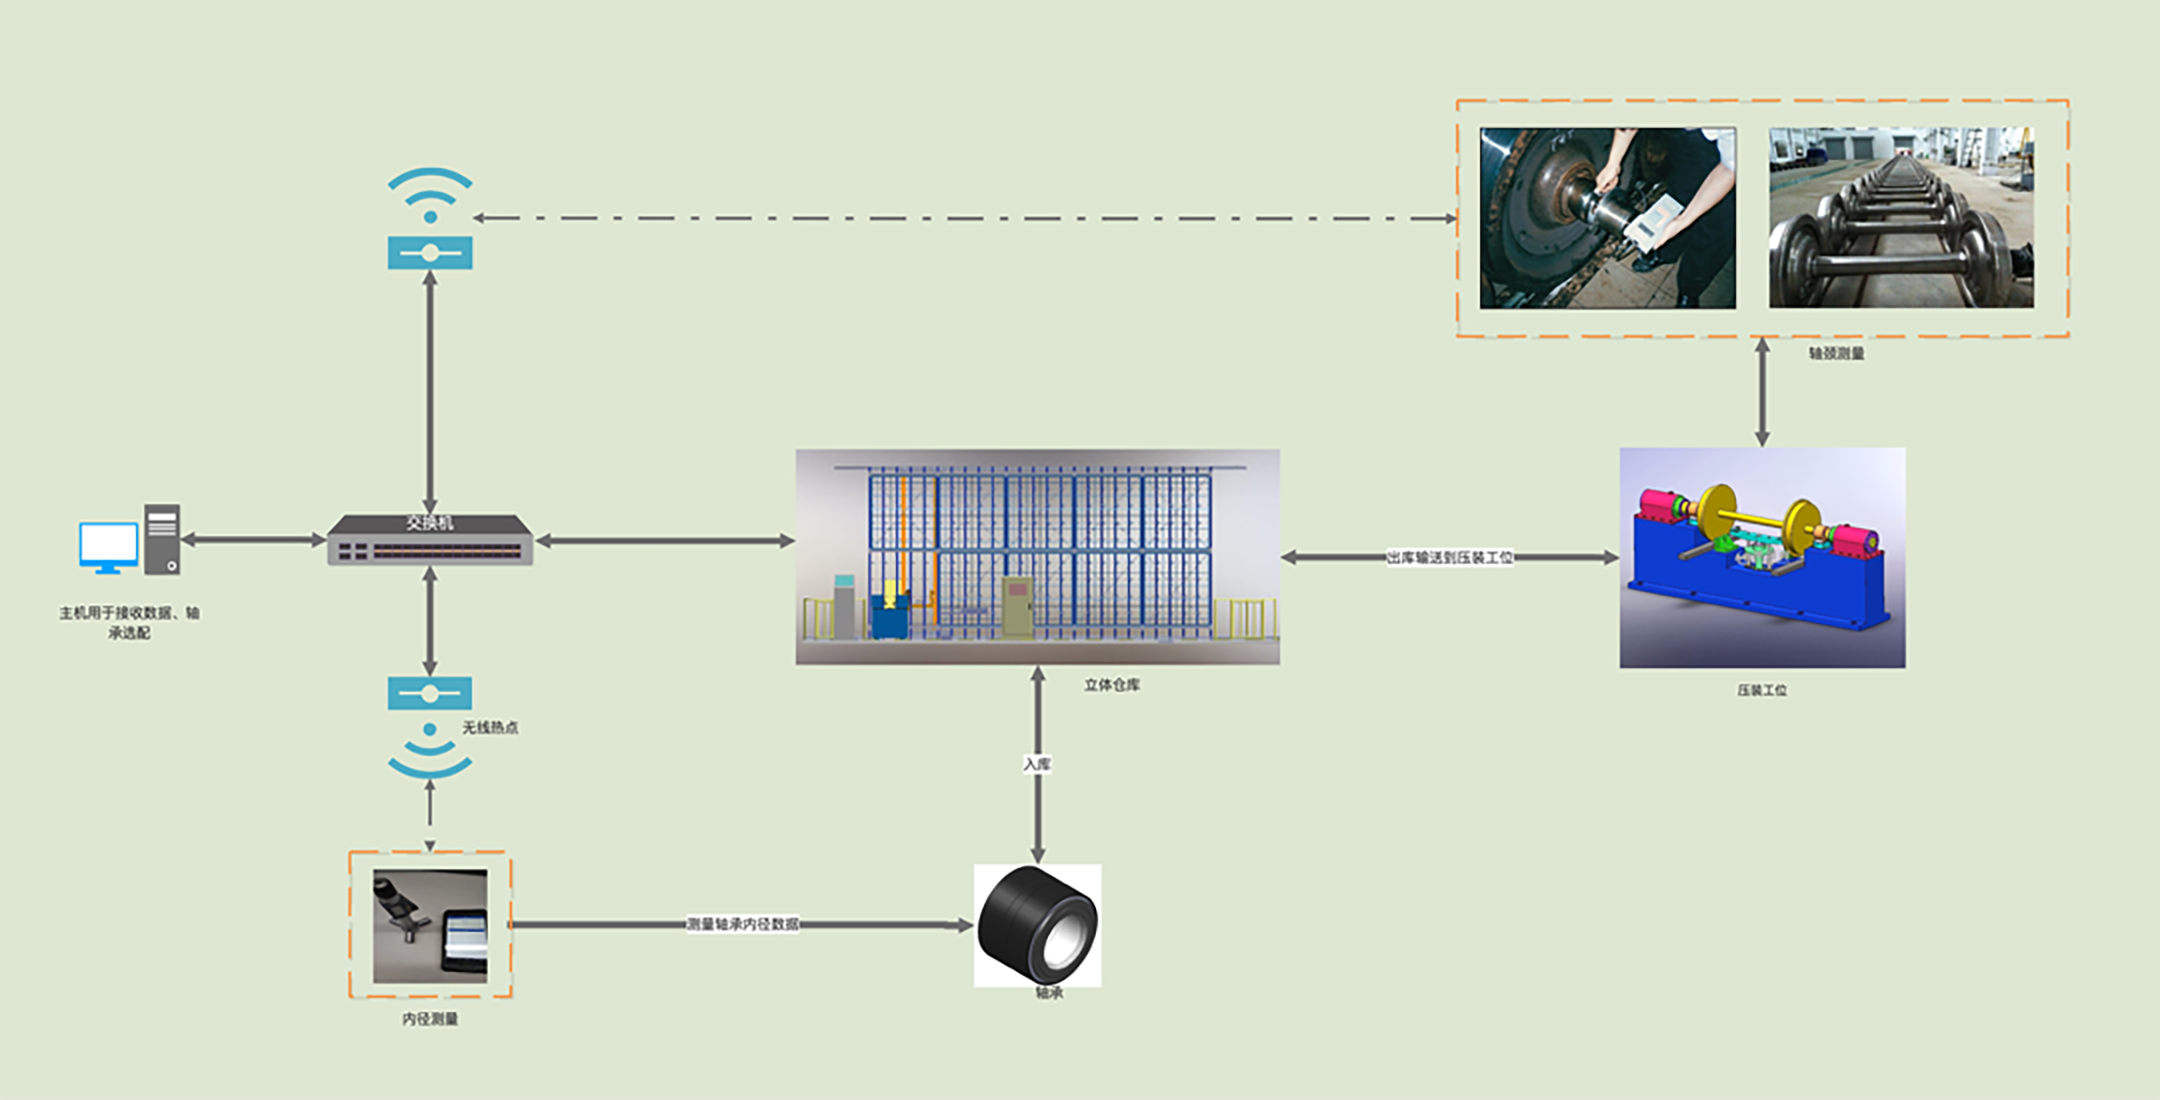 轴颈测量
交换机
出库输送到压装工位
主机用于接收数据、轴
承选配
立体仓库
压装工位
无线热点
入库
测量轴承内径数据
轴承
内径测量